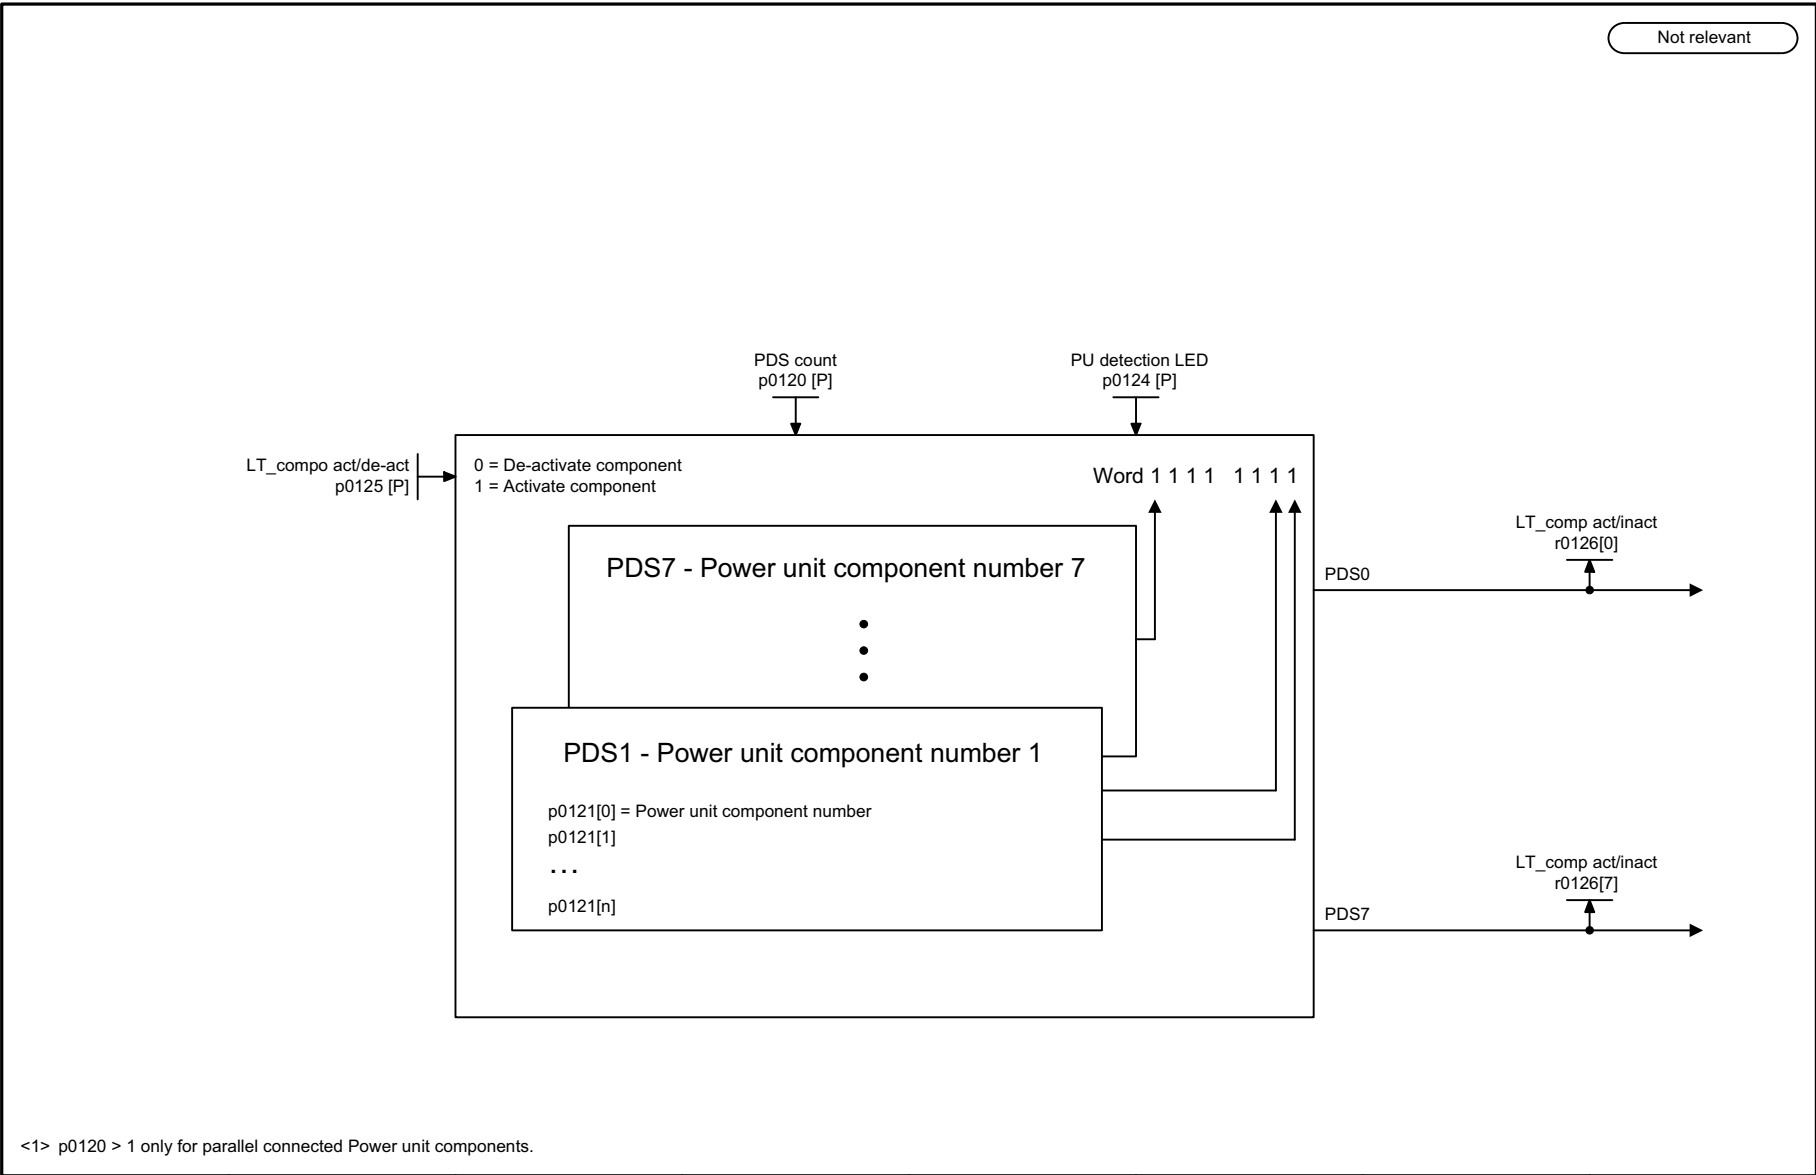 Not relevant
PDS count
p0120 [P]
PU detection LED
p0124 [P]
LT_compo act/de-act
p0125 [P]
0 = De-activate component
1 = Activate component
Word 1 1 1 1 1 1 1 1
LT_comp act/inact
r0126[0]
PDS0
PDS7 - Power unit component number 7
PDS1 - Power unit component number 1
p0121[0] = Power unit component number
p0121[1]
...
p0121[n]
LT_comp act/inact
r0126[7]
PDS7
<1> p0120 > 1 only for parallel connected Power unit components.